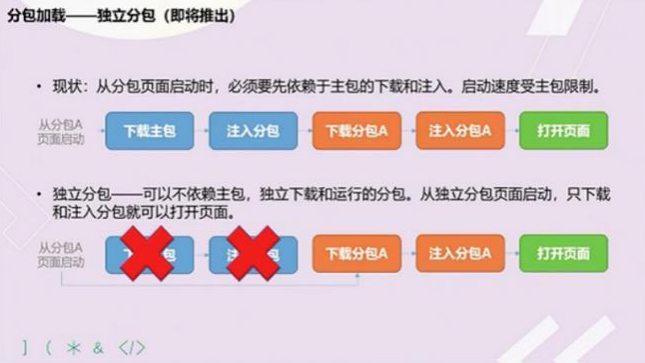 分包加载——独立分包（即将推出）
• 现状：从分包页面启动时，必须要先依赖于主包的下载和注入。启动速度受主包限制。
从分包A
页面启动
下载主包
注入分包
下载分包A
注入分包A
打开页面
• 独立分包——可以不依赖主包，独立下载和运行的分包。从独立分包页面启动，只下载
和注入分包就可以打开页面。
从分包A
页面启动
包
包
下载分包A
注入分包A
打开页面
] ( * & </>